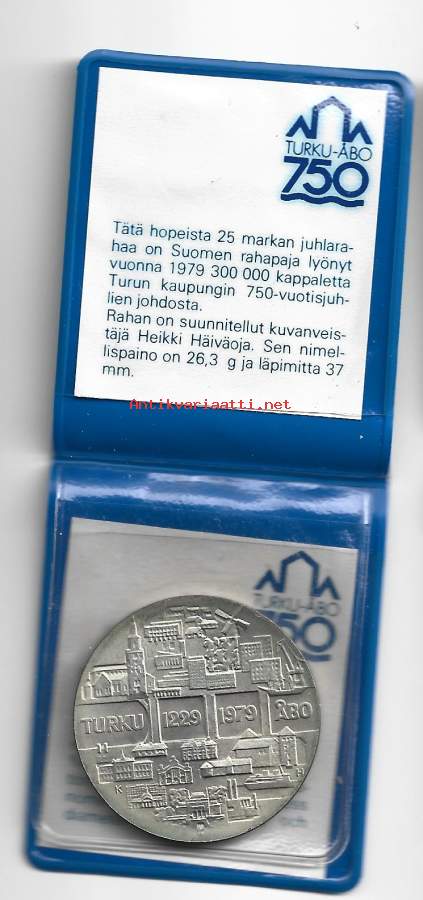 TURKU-ÅBO
750
Tätä hopeista 25 markan juhlara-
haa on Suomen rahapaja lyönyt
vuonna 1979 300 000 kappaletta
Turun kaupungin 750-vuotisjuh-
lien johdosta.
Rahan on suunnitellut kuvanveis-
täjä Heikki Häiväoja. Sen nimel-
lispaino on 26,3 g ja läpimitta 37
mm.
Antikvariaatti.net
TURKU-ÅBO
750
TURKU 1229 1979 ÅBO
K H